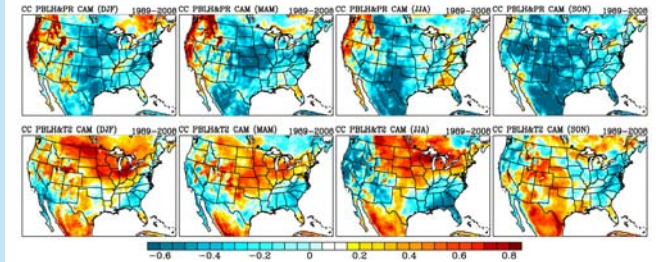 CC PBLH&PR CAM (DJF) 1989-2008 CC PBLH&PR CAM (MAM) 1989-2008 CC PBLH&PR CAM (JJA) 1989-2008 CC PBLH&PR CAM (SON) 1989-2008
CC PBLH&T2 CAM (DJF) 1989-2008 CC PBLH&T2 CAM (MAM) 1989-2008 CC PBLH&T2 CAM (JJA) 1989-2008 CC PBLH&T2 CAM (SON) 1989-2008
-0.6 -0.4 -0.2 0 0.2 0.4 0.6 0.8